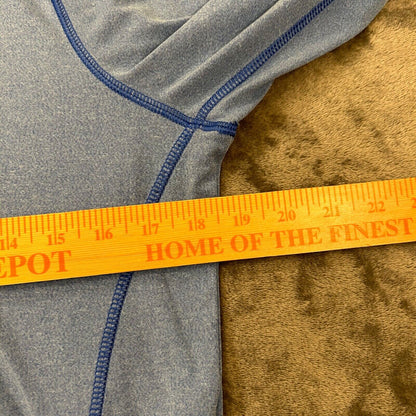 14 15 16 17 18 19 20 21 22
EPOT HOME OF THE FINEST